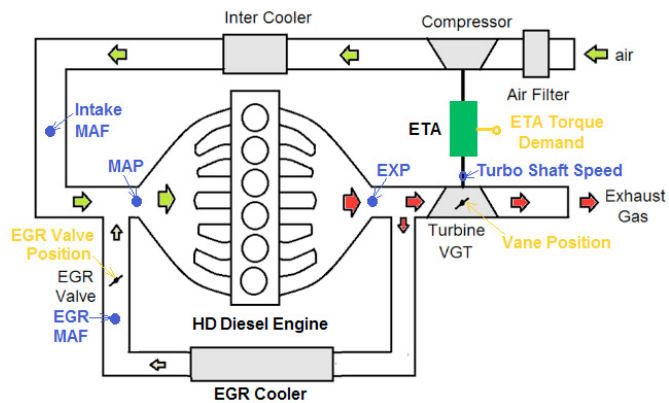 Inter Cooler
Compressor
air
Air Filter
Intake
MAF
ETA
ETA Torque
Demand
MAP
EXP
Turbo Shaft Speed
Exhaust
Gas
EGR Valve
Position
Turbine
VGT
Vane Position
EGR
Valve
EGR
MAF
HD Diesel Engine
EGR Cooler